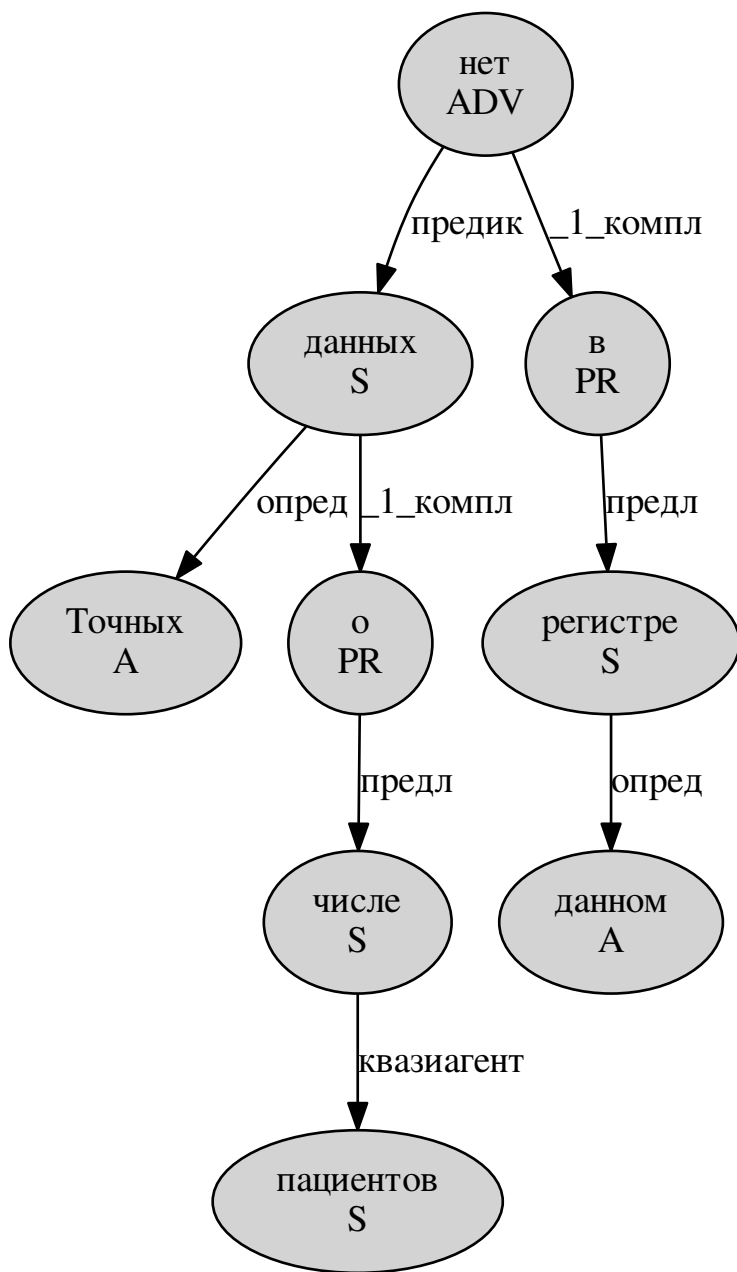 нет
ADV
предик
_1_компл
данных
S
в
PR
опред
_1_компл
предл
Точных
A
о
PR
регистре
S
предл
опред
числе
S
данном
A
квазиагент
пациентов
S